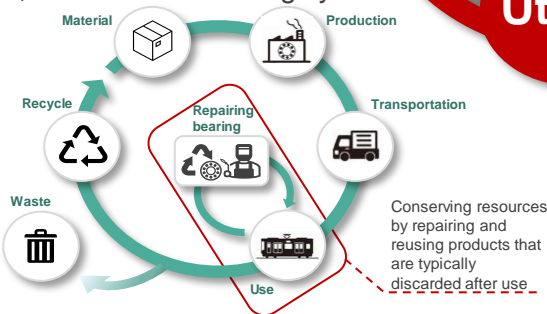 Material
Production
Ut
Recycle
Repairing
bearing
Transportation
Waste
Conserving resources
by repairing and
reusing products that
are typically
discarded after use
Use